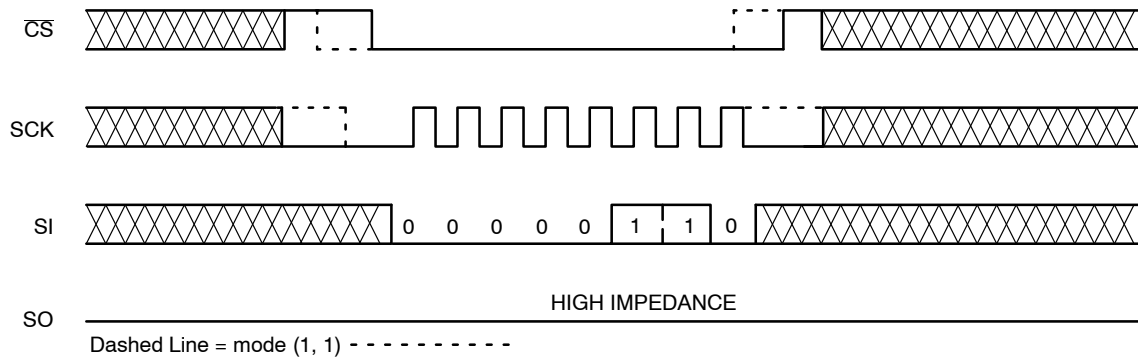 CS
SCK
SI
0 0 0 0 0 1 1 0
HIGH IMPEDANCE
SO
Dashed Line = mode (1, 1)